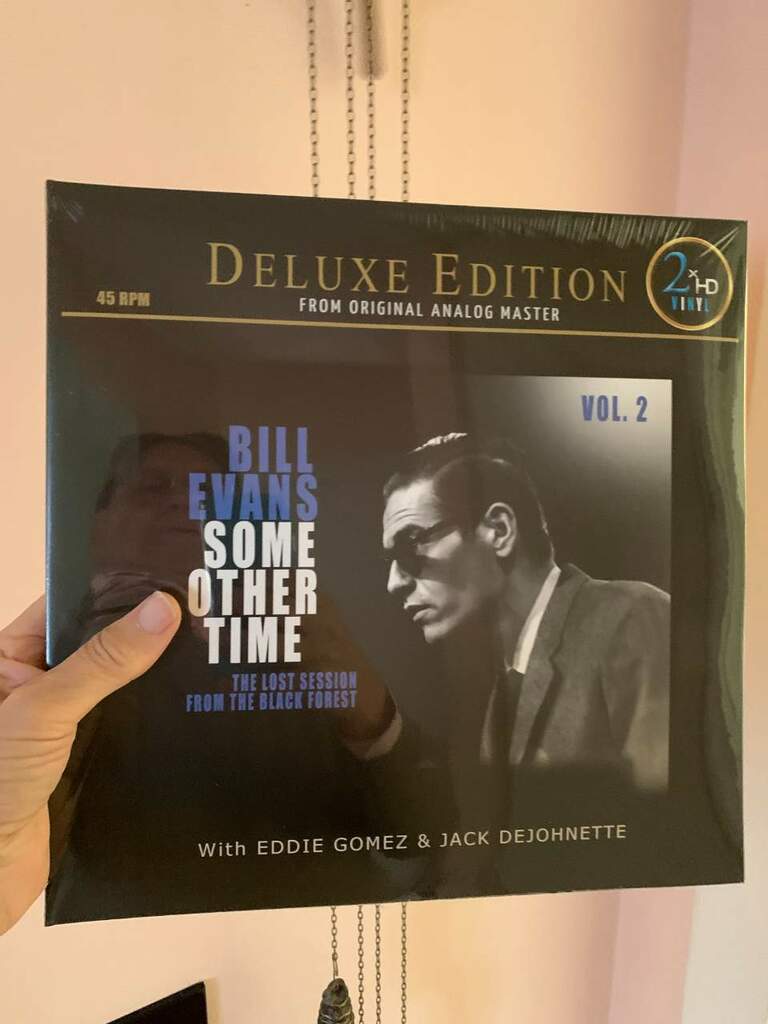 DELUXE EDITION
FROM ORIGINAL ANALOG MASTER
45 RPM
2xHD
VINYL
VOL. 2
BILL
EVANS
SOME
OTHER
TIME
THE LOST SESSION
FROM THE BLACK FOREST
With EDDIE GOMEZ & JACK DEJOHNETTE